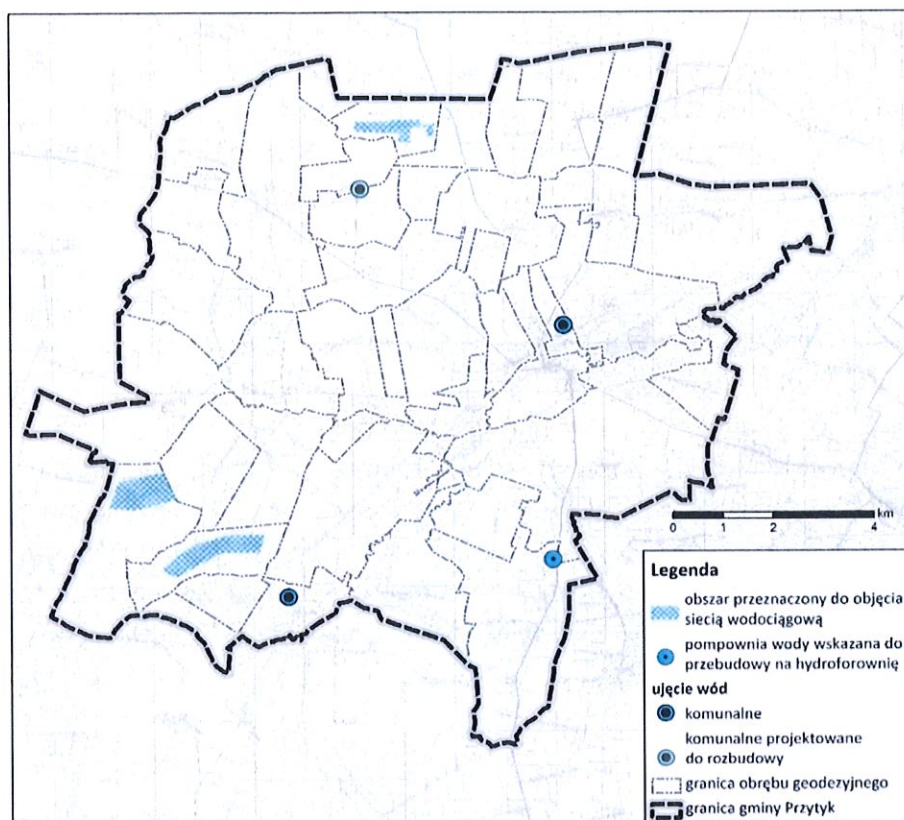 0 1 2 4 km
Legenda
obszar przeznaczony do objęcia
siecią wodociągową
pompownia wody wskazana do
przebudowy na hydrofornię
ujęcie wód
komunalne
komunalne projektowane
do rozbudowy
granica obrębu geodezyjnego
granica gminy Przytyk